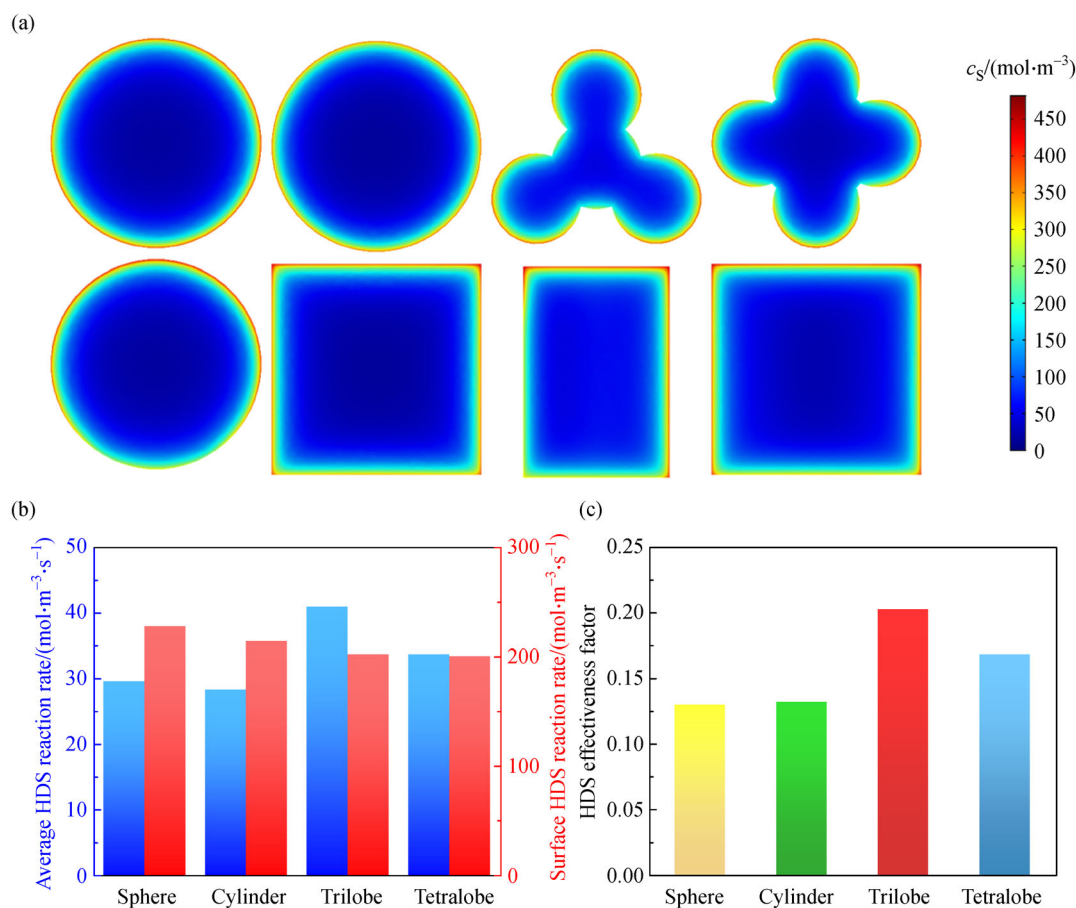 (a)
cS/(mol·m−3)
450
400
350
300
250
200
150
100
50
0
(b)
(c)
50
40
30
20
10
0
Average HDS reaction rate/(mol·m−3·s−1)
300
200
100
0
Surface HDS reaction rate/(mol·m−3·s−1)
Sphere Cylinder Trilobe Tetralobe
0.25
0.20
0.15
0.10
0.05
0.00
HDS effectiveness factor
Sphere Cylinder Trilobe Tetralobe